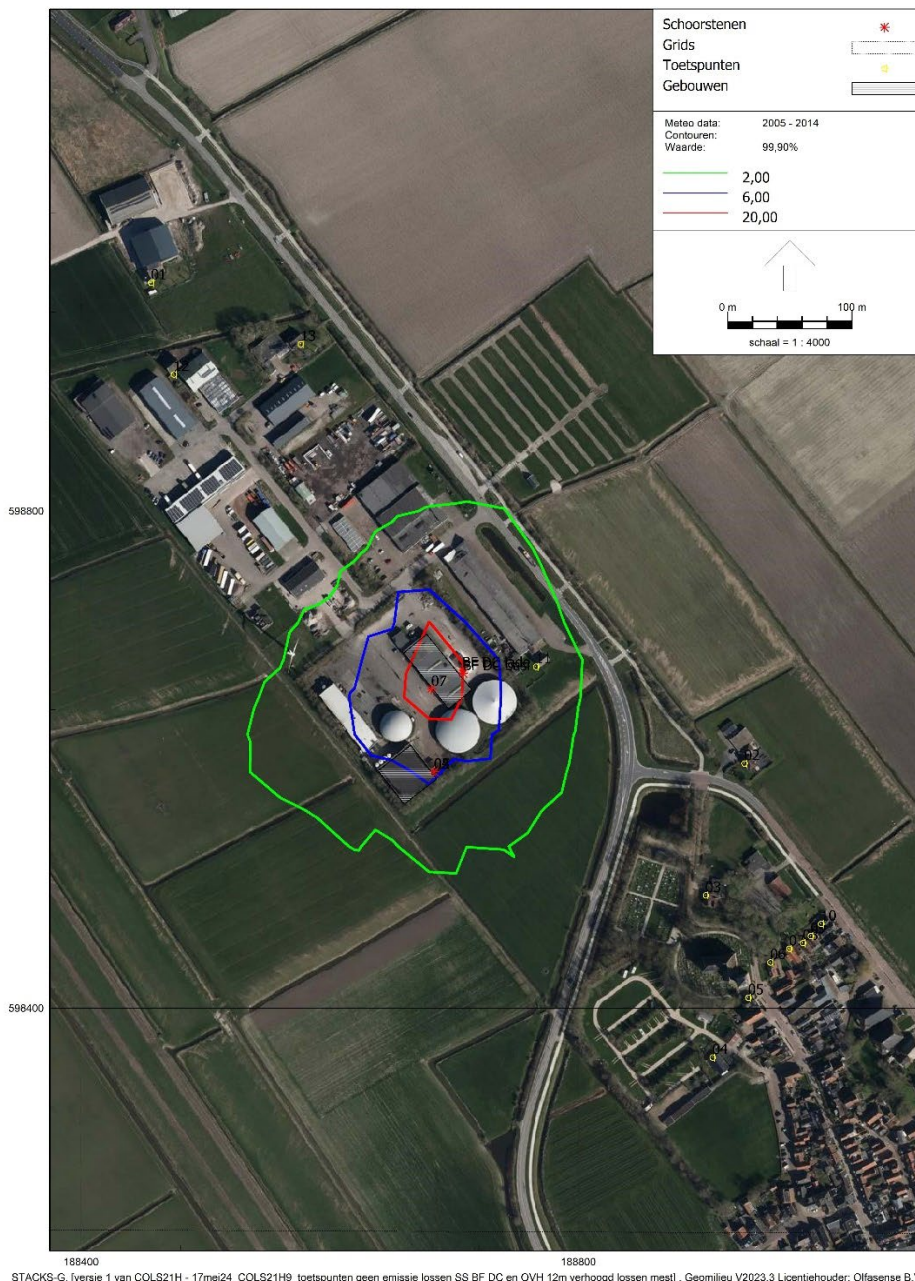 Schoorstenen
Grids
Toetspunten
Gebouwen
Meteo data: 2005 - 2014
Contouren:
Waarde: 99,90%
2,00
6,00
20,00
0 m 100 m
schaal = 1 : 4000
01
13
598800
BF DC
07
02
03
10
05
598400
04
188400 188800
STACKS-G, [versie 1 van COLS21H - 17mei24_COLS21H9_toetspunten geen emissie lossen SS BF DC en OVH 12m verhoogd lossen mest] , Geomilieu V2023.3 Licentiehouder: Olfasense B.